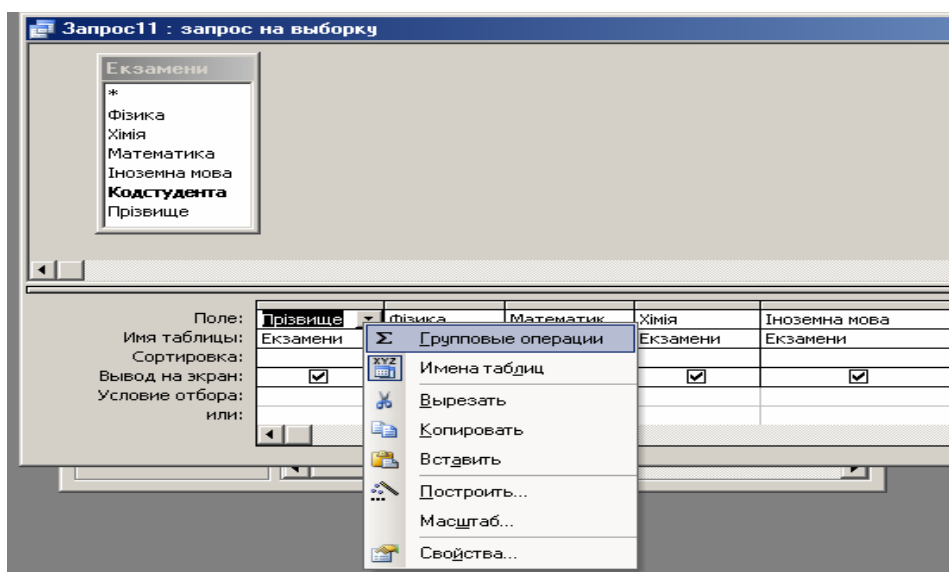 Запрос11 : запрос на выборку
Екзамени
*
Фізика
Хімія
Математика
Іноземна мова
Кодстудента
Прізвище
Поле: Прізвище Фізика Математик Хімія Іноземна мова
Имя таблицы: Екзамени Екзамени Екзамени
Сортировка:
Вывод на экран:
Условие отбора:
или:
Σ Групповые операции
XYZ Имена таблиц
Вырезать
Копировать
Вставить
Построить...
Масштаб...
Свойства...